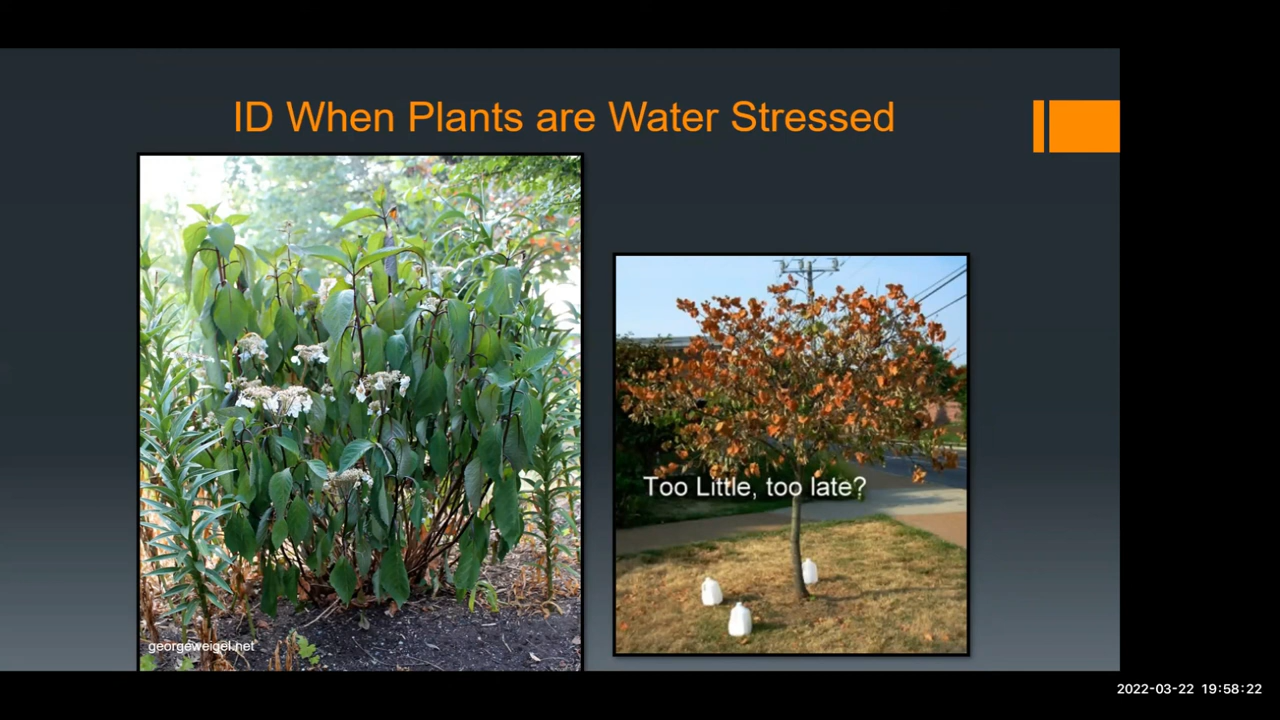 ID When Plants are Water Stressed
Too Little, too late?
georgeweigel.net
2022-03-22 19:58:22